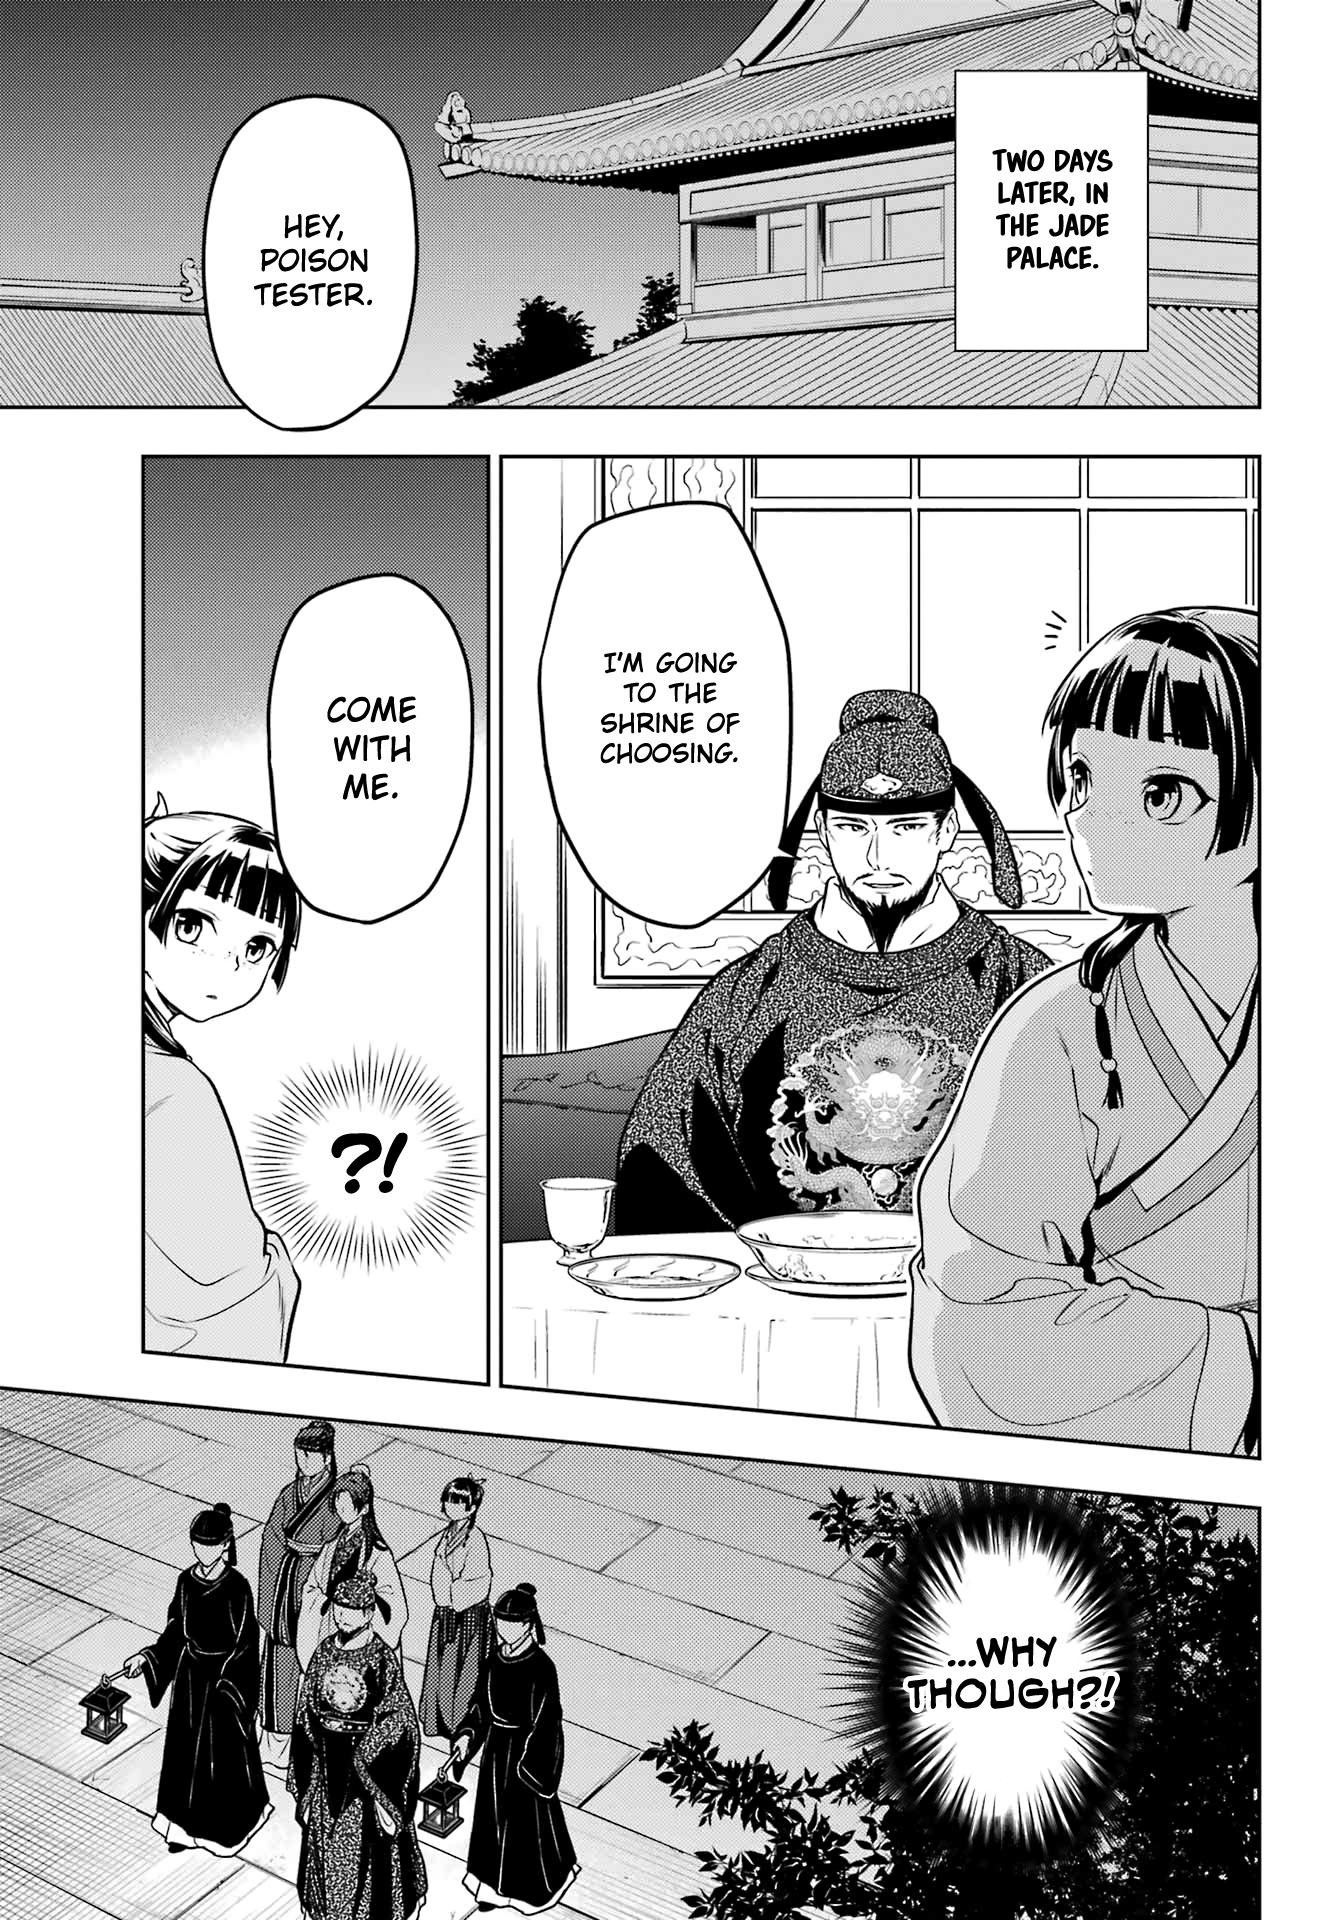 TWO DAYS
LATER, IN
THE JADE
PALACE.
HEY,
POISON
TESTER.
I'M GOING
TO THE
SHRINE OF
CHOOSING.
COME
WITH
ME.
?!
...WHY
THOUGH?!